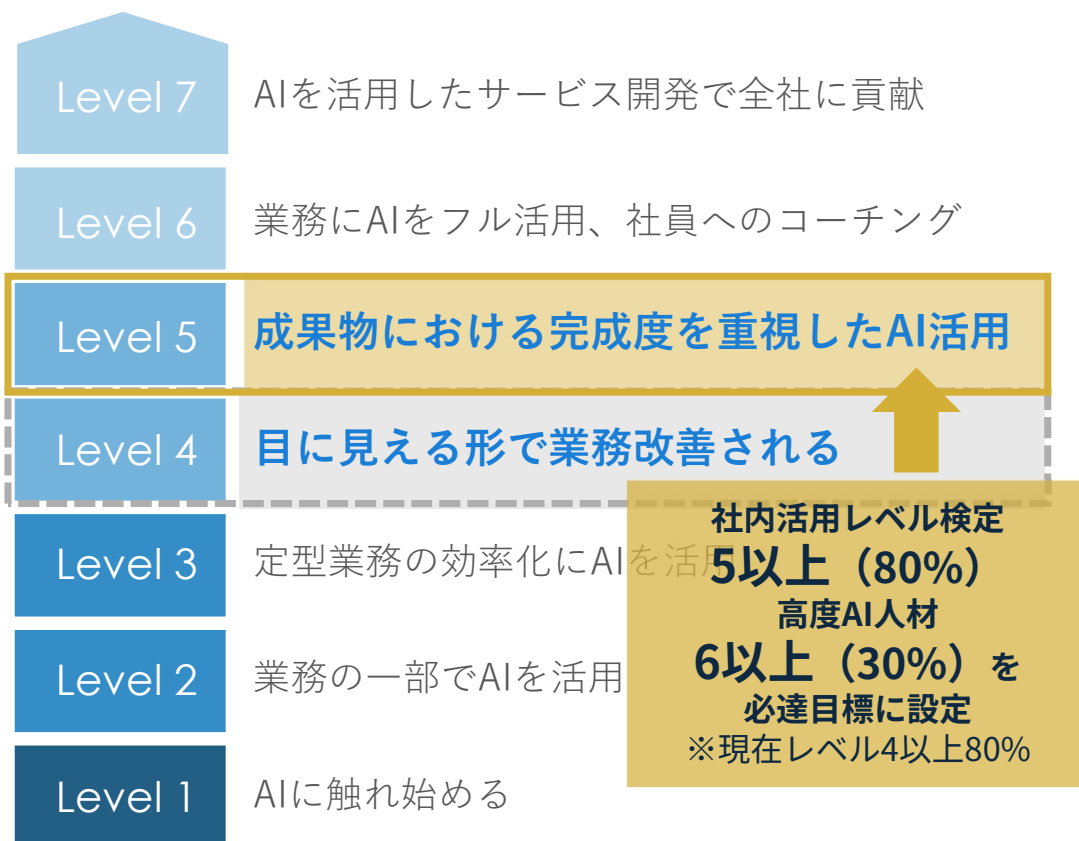 Level 7
AIを活用したサービス開発で全社に貢献
Level 6
業務にAIをフル活用、社員へのコーチング
Level 5
成果物における完成度を重視したAI活用
Level 4
目に見える形で業務改善される
Level 3
定型業務の効率化にAIを活用
Level 2
業務の一部でAIを活用
Level 1
AIに触れ始める
社内活用レベル検定
5以上（80%）
高度AI人材
6以上（30%）を
必達目標に設定
※現在レベル4以上80%